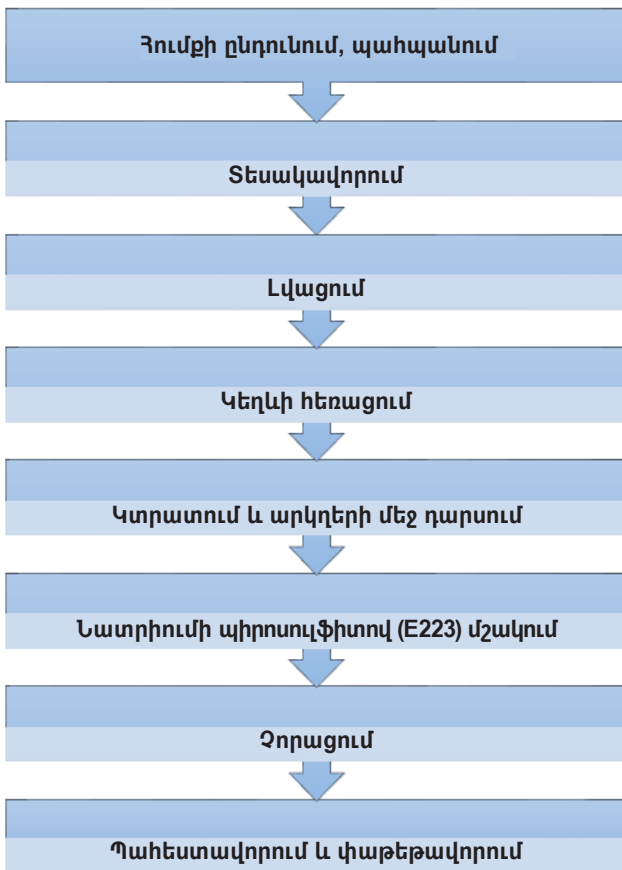 Հումքի ընդունում, պահպանում
Տեսակավորում
Լվացում
Կեղևի հեռացում
Կտրատում և արկղերի մեջ դարսում
Նատրիումի պիրոսուլֆիտով (E223) մշակում
Չորացում
Պահեստավորում և փաթեթավորում